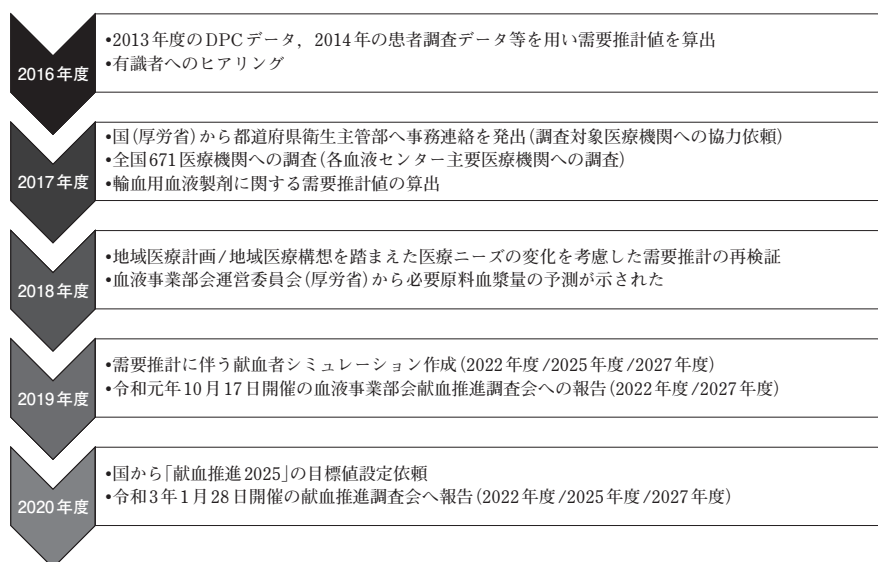 2016年度
•2013年度のDPCデータ，2014年の患者調査データ等を用い需要推計値を算出
•有識者へのヒアリング
2017年度
•国(厚労省)から都道府県衛生主管部へ事務連絡を発出(調査対象医療機関への協力依頼)
•全国671医療機関への調査(各血液センター主要医療機関への調査)
•輸血用血液製剤に関する需要推計値の算出
2018年度
•地域医療計画/地域医療構想を踏まえた医療ニーズの変化を考慮した需要推計の再検証
•血液事業部会運営委員会(厚労省)から必要原料血漿量の予測が示された
2019年度
•需要推計に伴う献血者シミュレーション作成(2022年度/2025年度/2027年度)
•令和元年10月17日開催の血液事業部会献血推進調査会への報告(2022年度/2027年度)
2020年度
•国から「献血推進2025」の目標値設定依頼
•令和3年1月28日開催の献血推進調査会へ報告(2022年度/2025年度/2027年度)